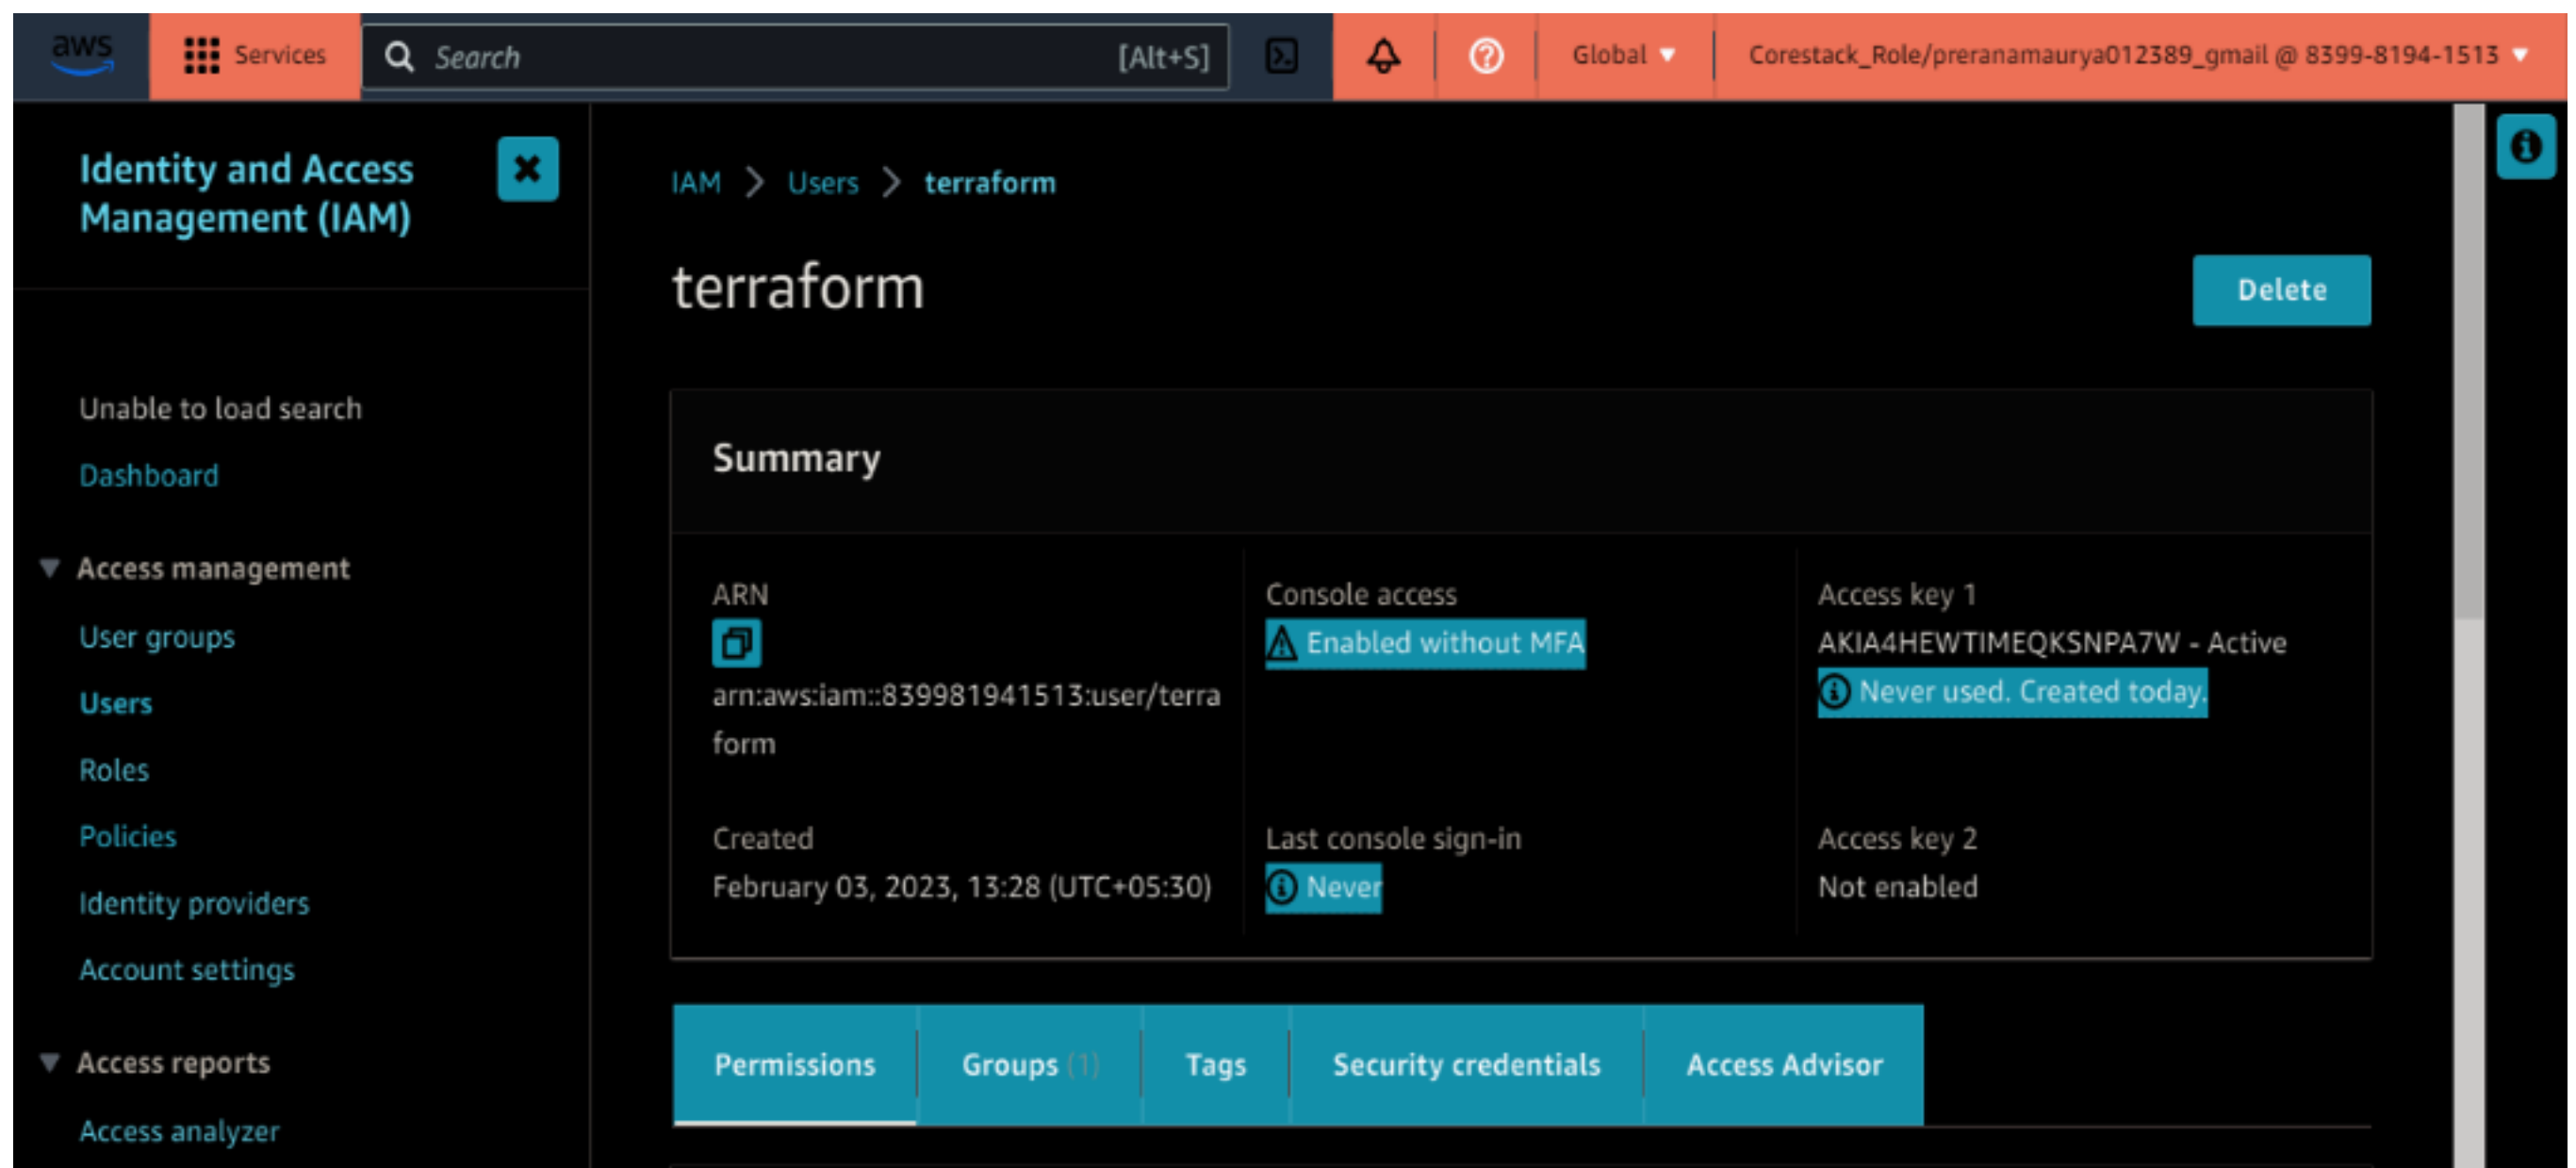 aws
Services
Search [Alt+S]
Global
Corestack_Role/preranamaurya012389_gmail @ 8399-8194-1513
Identity and Access
Management (IAM)
Unable to load search
Dashboard
Access management
User groups
Users
Roles
Policies
Identity providers
Account settings
Access reports
Access analyzer
IAM > Users > terraform
terraform
Delete
Summary
ARN
arn:aws:iam::839981941513:user/terra
form
Console access
Enabled without MFA
Access key 1
AKIA4HEWTIMEQKSNPA7W - Active
Never used. Created today.
Created
February 03, 2023, 13:28 (UTC+05:30)
Last console sign-in
Never
Access key 2
Not enabled
Permissions
Groups (1)
Tags
Security credentials
Access Advisor